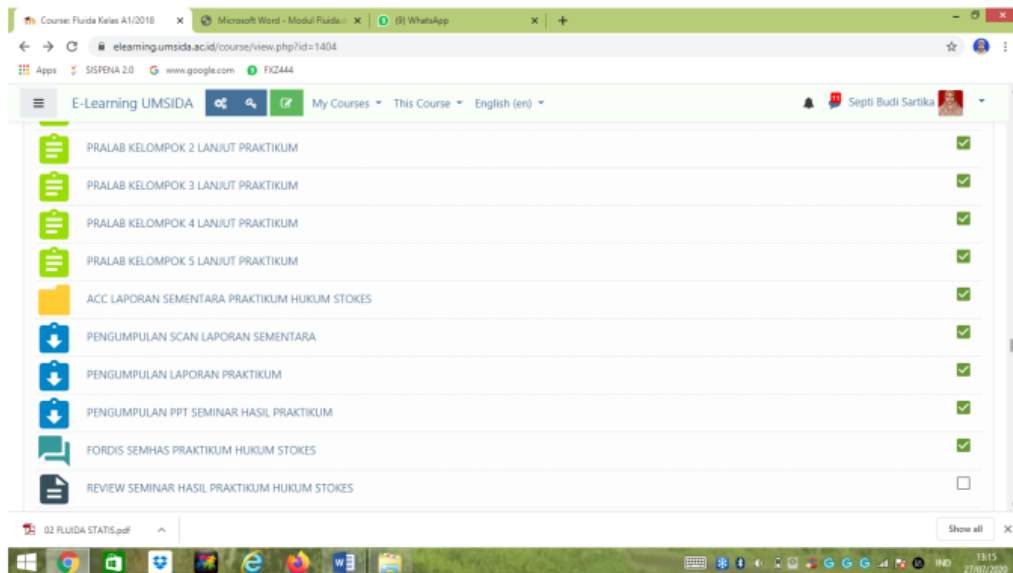 Course: Fluida Kelas A1/2018
Microsoft Word - Modul Fluida
(9) WhatsApp
elearning.umsida.ac.id/course/view.php?id=1404
Apps SISPENA 2.0 www.google.com FXZ444
E-Learning UMSIDA My Courses This Course English (en) 11 Septi Budi Sartika
PRALAB KELOMPOK 2 LANJUT PRAKTIKUM
PRALAB KELOMPOK 3 LANJUT PRAKTIKUM
PRALAB KELOMPOK 4 LANJUT PRAKTIKUM
PRALAB KELOMPOK 5 LANJUT PRAKTIKUM
ACC LAPORAN SEMENTARA PRAKTIKUM HUKUM STOKES
PENGUMPULAN SCAN LAPORAN SEMENTARA
PENGUMPULAN LAPORAN PRAKTIKUM
PENGUMPULAN PPT SEMINAR HASIL PRAKTIKUM
FORDIS SEMHAS PRAKTIKUM HUKUM STOKES
REVIEW SEMINAR HASIL PRAKTIKUM HUKUM STOKES
02 FLUIDA STATIS.pdf Show all
IND 13:15
27/07/2020